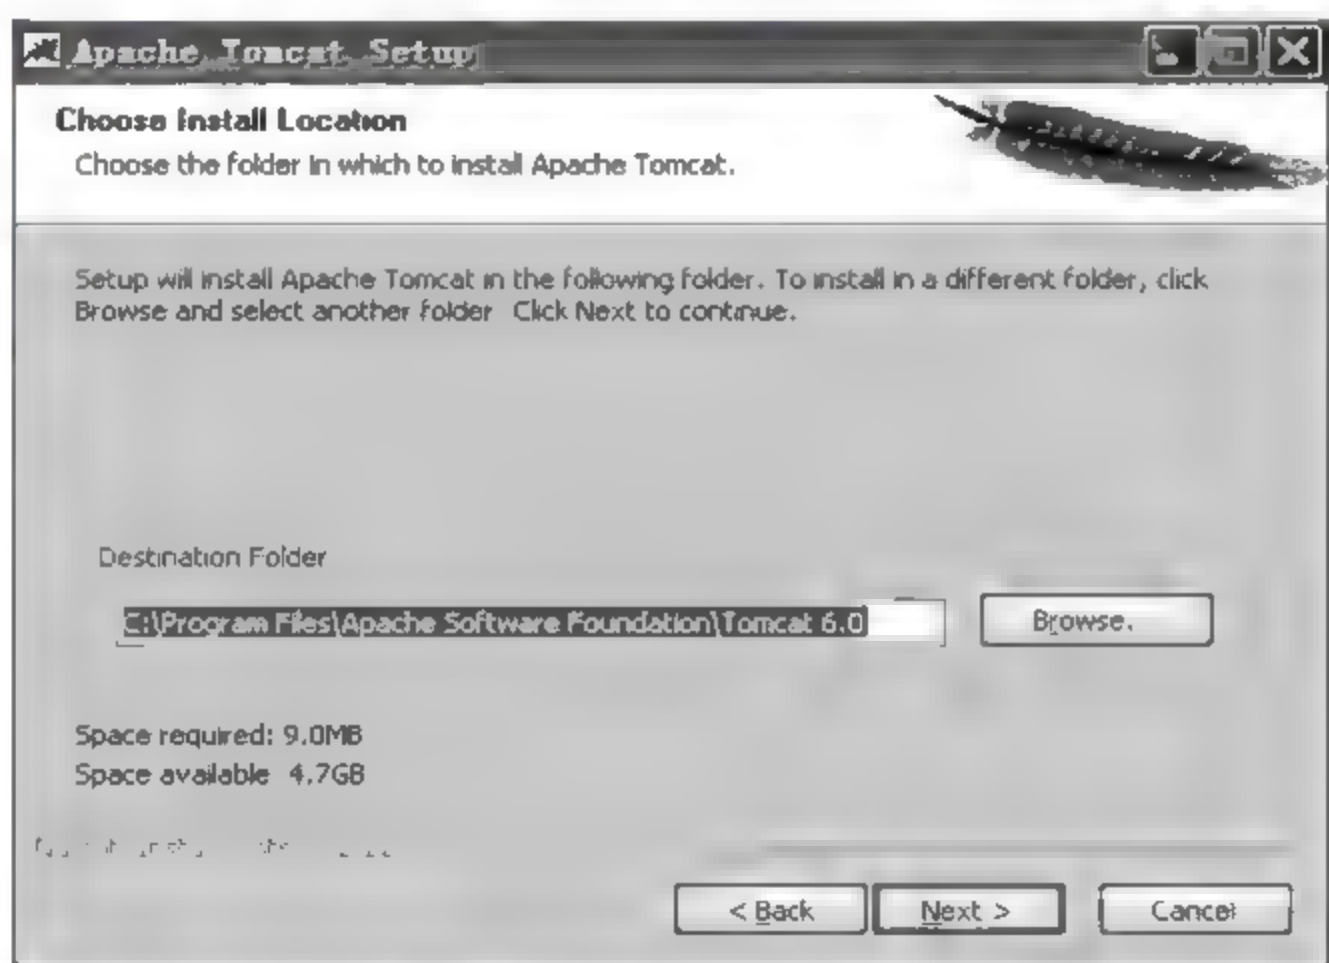 Apache Tomcat Setup
Choose Install Location
Choose the folder in which to install Apache Tomcat.
Setup will install Apache Tomcat in the following folder. To install in a different folder, click
Browse and select another folder Click Next to continue.
Destination Folder
C:\Program Files\Apache Software Foundation\Tomcat 6.0
Browse.
Space required: 9.0MB
Space available 4.7GB
< Back
Next >
Cancel